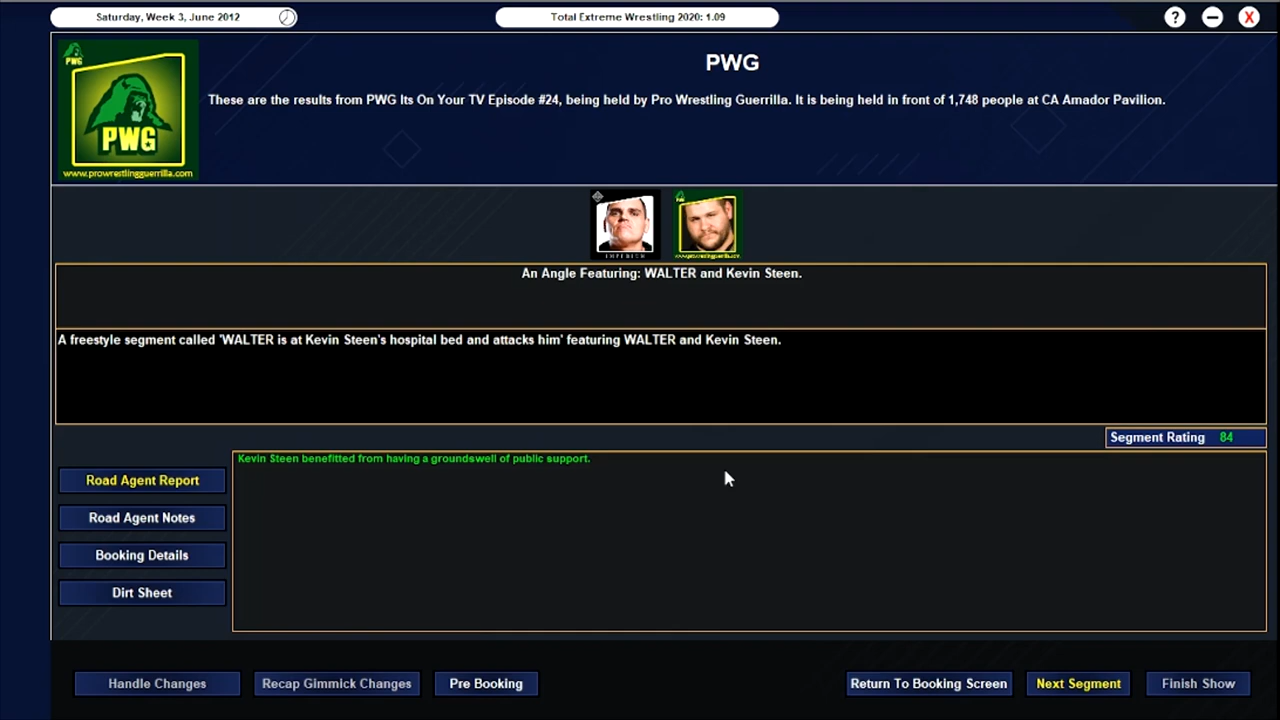 Saturday, Week 3, June 2012
Total Extreme Wrestling 2020: 1.09
?
X
PWG
PWG
PWG
www.prowrestlingguerrilla.com
These are the results from PWG Its On Your TV Episode #24, being held by Pro Wrestling Guerrilla. It is being held in front of 1,748 people at CA Amador Pavilion.
IMPERIUM
An Angle Featuring: WALTER and Kevin Steen.
A freestyle segment called 'WALTER is at Kevin Steen's hospital bed and attacks him' featuring WALTER and Kevin Steen.
Segment Rating 84
Road Agent Report
Kevin Steen benefitted from having a groundswell of public support.
Road Agent Notes
Booking Details
Dirt Sheet
Handle Changes
Recap Gimmick Changes
Pre Booking
Return To Booking Screen
Next Segment
Finish Show